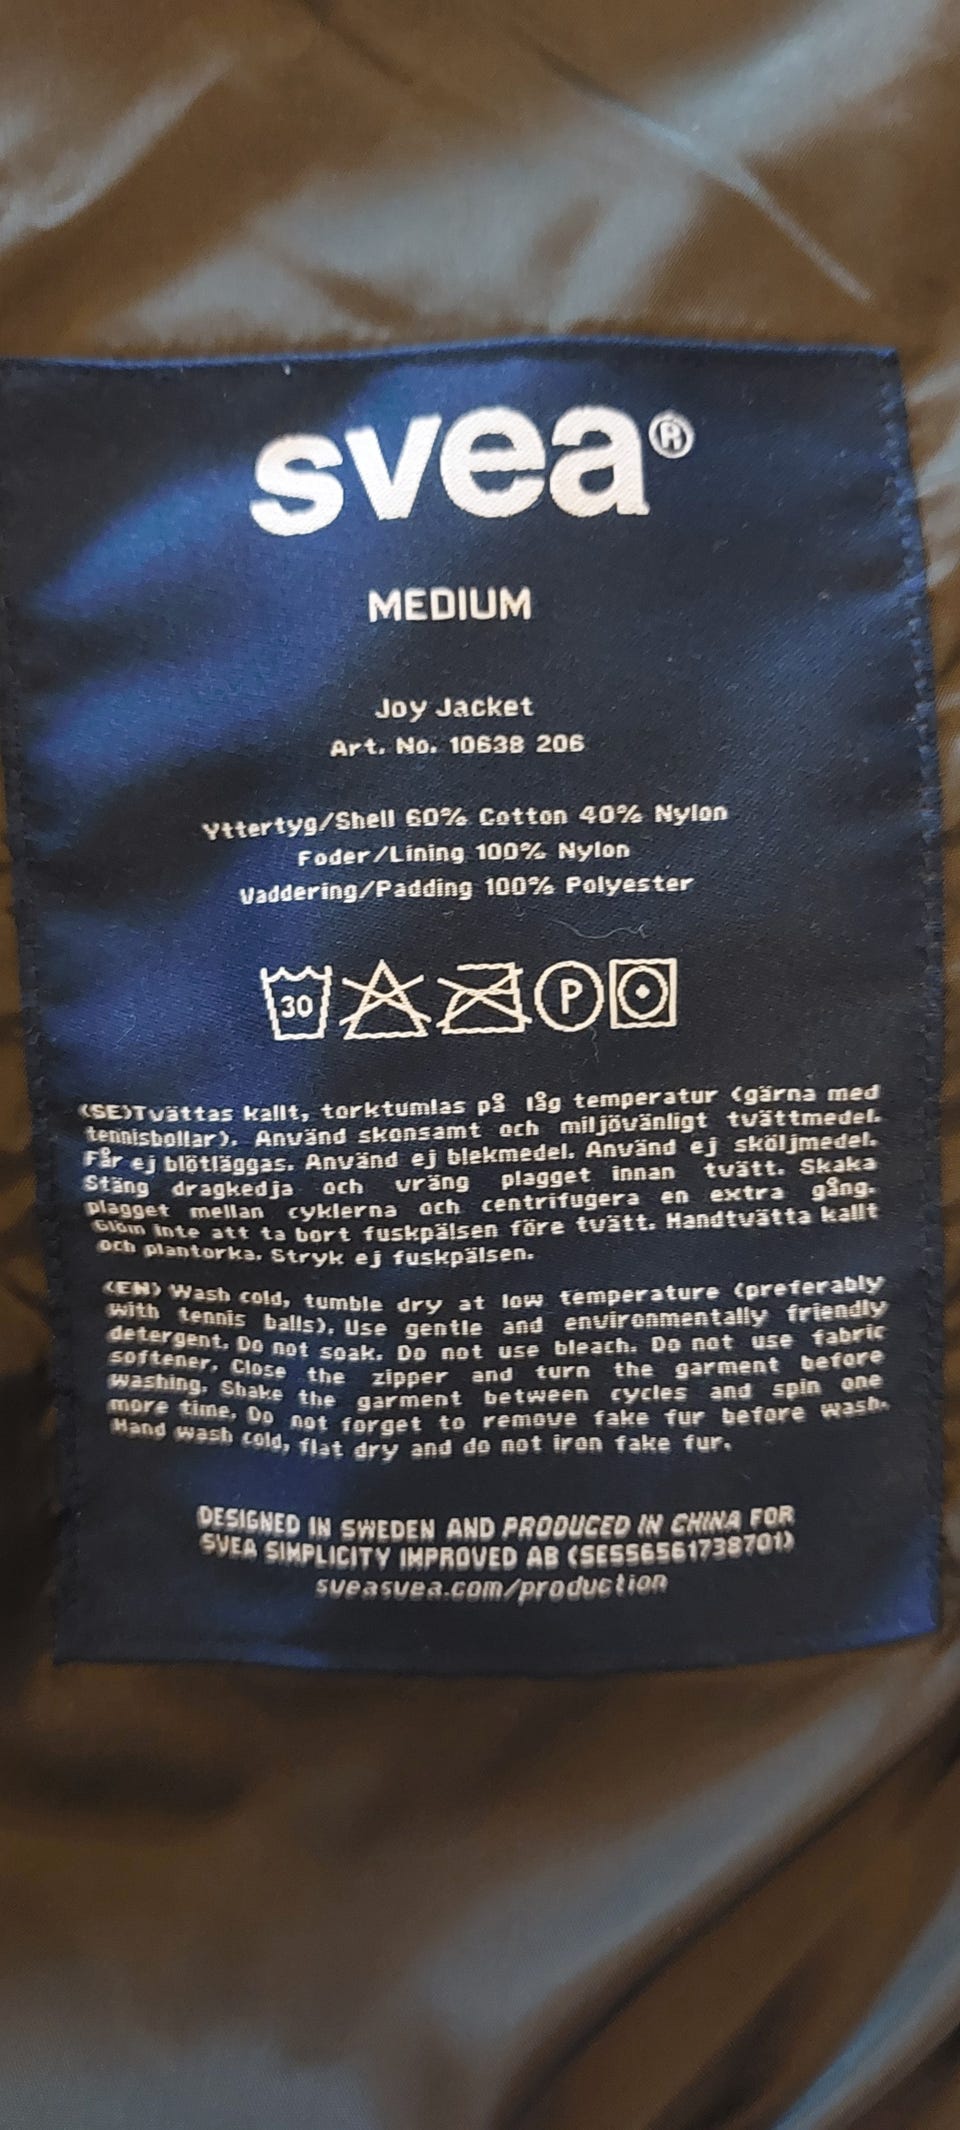 svea®
MEDIUM
Joy Jacket
Art. No. 10638 206
Yttertyg/Shell 60% Cotton 40% Nylon
Foder/Lining 100% Nylon
Vaddering/Padding 100% Polyester
30 P
(SE)Tvättas kallt, torktumlas på låg temperatur (gärna med
tennisbollar). Använd skonsamt och miljövänligt tvättmedel.
Får ej blötläggas. Använd ej blekmedel. Använd ej sköljmedel.
Stäng dragkedja och vräng plagget innan tvätt. Skaka
plagget mellan cyklerna och centrifugera en extra gång.
Glöm inte att ta bort fuskpälsen före tvätt. Handtvätta kallt
och plantorka. Stryk ej fuskpälsen.
(EN) Wash cold, tumble dry at low temperature (preferably
with tennis balls). Use gentle and environmentally friendly
detergent. Do not soak. Do not use bleach. Do not use fabric
softener. Close the zipper and turn the garment before
washing. Shake the garment between cycles and spin one
more time. Do not forget to remove fake fur before wash.
Hand wash cold, flat dry and do not iron fake fur.
DESIGNED IN SWEDEN AND PRODUCED IN CHINA FOR
SVEA SIMPLICITY IMPROVED AB (SE556561738701)
sveasvea.com/production